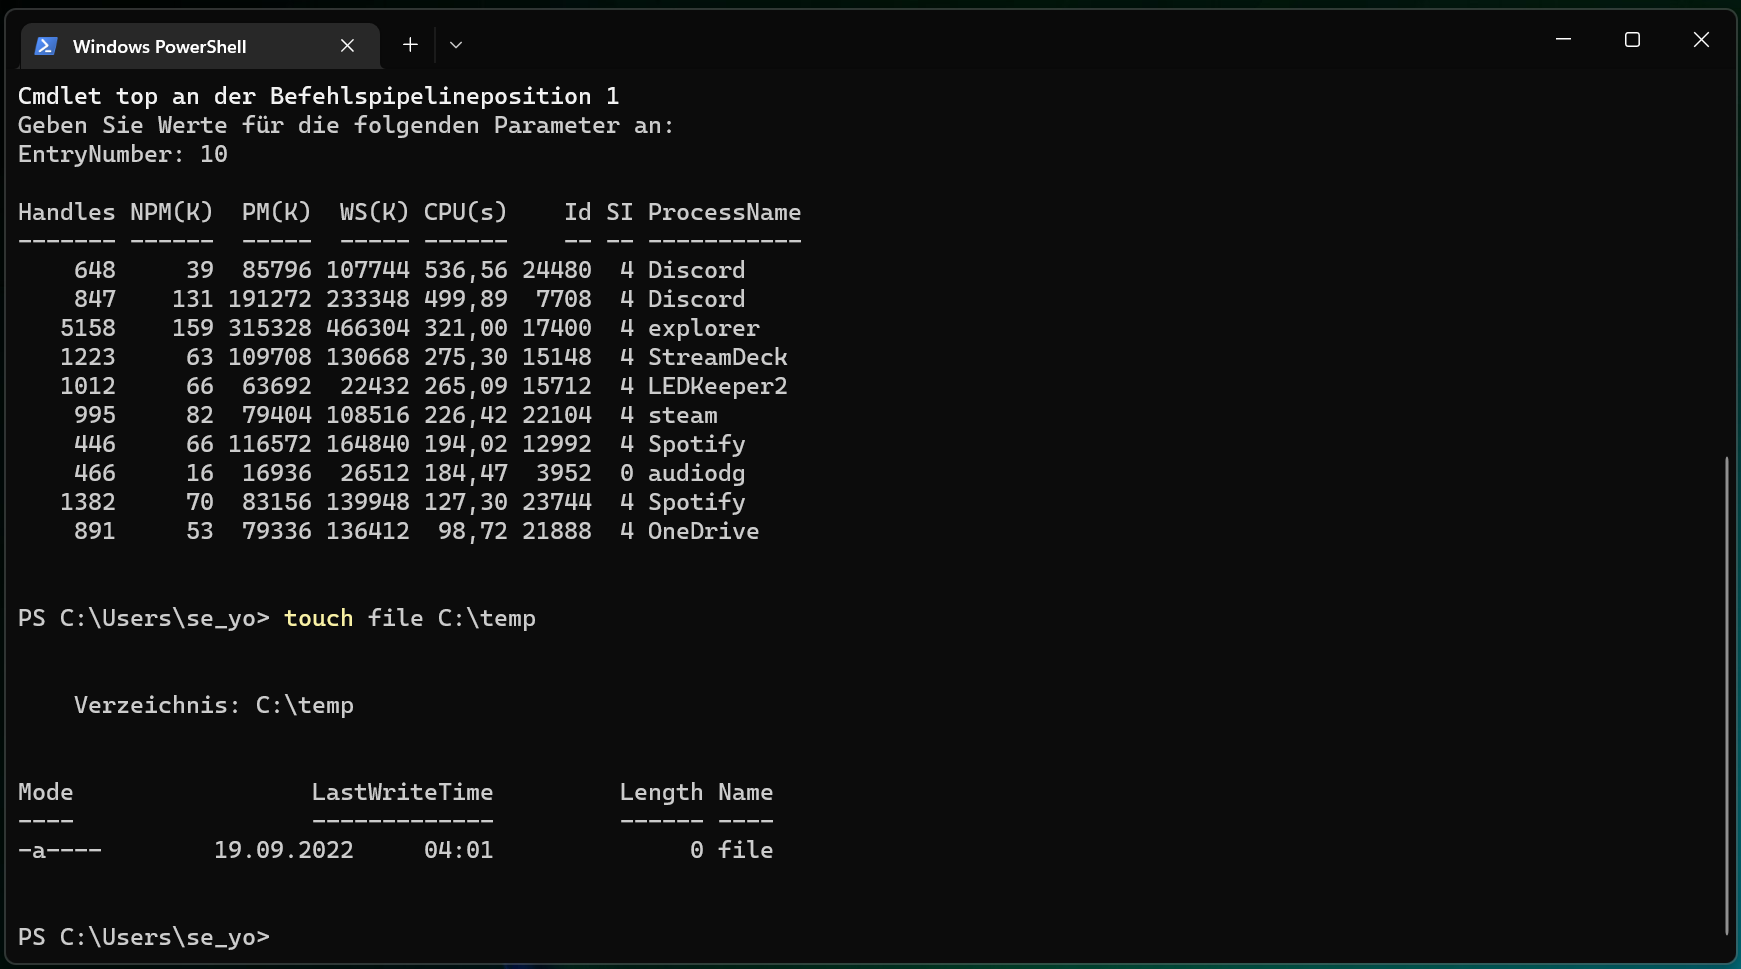 Windows PowerShell
Cmdlet top an der Befehlspipelineposition 1
Geben Sie Werte für die folgenden Parameter an:
EntryNumber: 10
Handles NPM(K)  PM(K)  WS(K) CPU(s)    Id SI ProcessName
------- ------  -----  ----- ------    -- -- -----------
    648     39  85796 107744 536,56 24480  4 Discord
    847    131 191272 233348 499,89  7708  4 Discord
   5158    159 315328 466304 321,00 17400  4 explorer
   1223     63 109708 130668 275,30 15148  4 StreamDeck
   1012     66  63692  22432 265,09 15712  4 LEDKeeper2
    995     82  79404 108516 226,42 22104  4 steam
    446     66 116572 164840 194,02 12992  4 Spotify
    466     16  16936  26512 184,47  3952  0 audiodg
   1382     70  83156 139948 127,30 23744  4 Spotify
    891     53  79336 136412  98,72 21888  4 OneDrive
PS C:\Users\se_yo> touch file C:\temp
    Verzeichnis: C:\temp
Mode                 LastWriteTime         Length Name
----                 -------------         ------ ----
-a----        19.09.2022     04:01              0 file
PS C:\Users\se_yo>